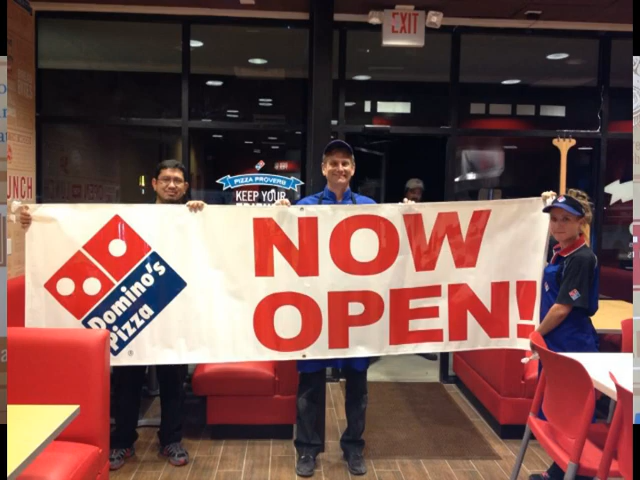 EXIT
PIZZA PROVERB
KEEP YOUR
UNCH
Domino's
Pizza
®
NOW
OPEN!